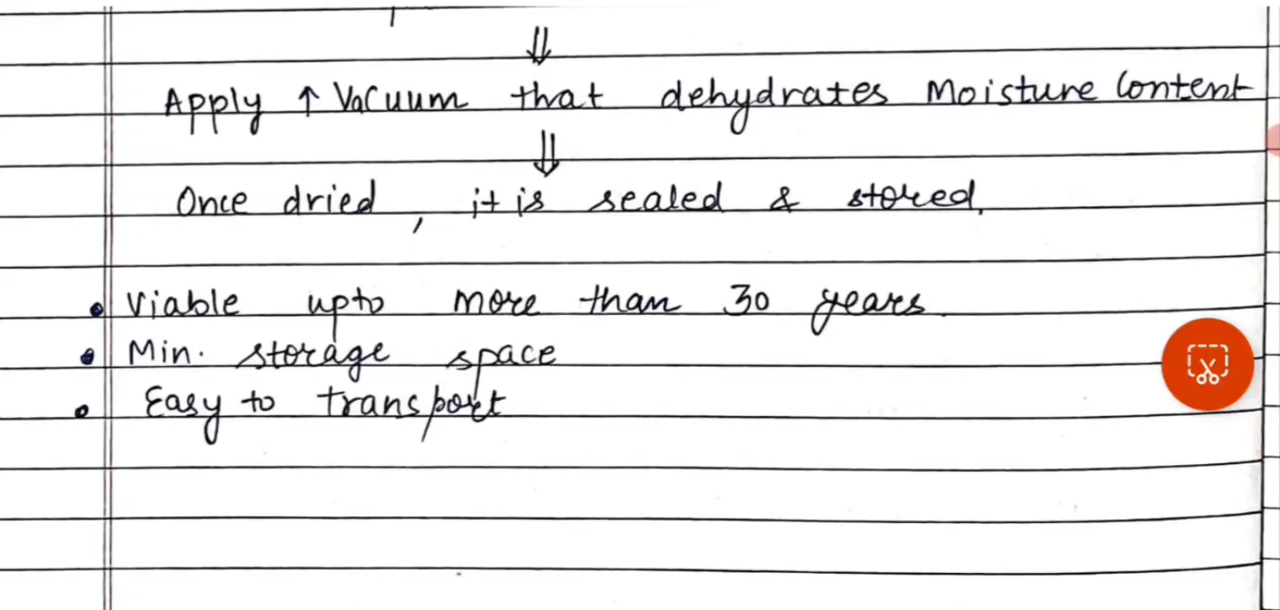 ⇓
Apply ↑ Vacuum that dehydrates Moisture Content
⇓
Once dried, it is sealed & stored.
• Viable upto more than 30 years.
• Min. storage space
• Easy to transport